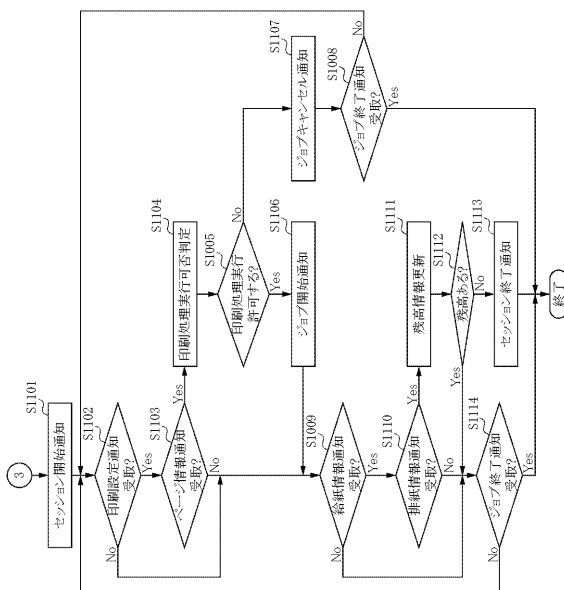 3
S1101
セッション開始通知
S1102
印刷設定通知
受取?
Yes
No
S1103
ページ情報通知
受取?
Yes
No
S1104
印刷処理実行可否判定
S1005
印刷処理実行
許可する?
No
Yes
S1106
ジョブ開始通知
S1107
ジョブキャンセル通知
S1008
ジョブ終了通知
受取?
No
Yes
S1009
給紙情報通知
受取?
Yes
No
S1110
排紙情報通知
受取?
Yes
No
S1111
残高情報更新
S1112
残高ある?
Yes
No
S1113
セッション終了通知
S1114
ジョブ終了通知
受取?
No
Yes
終了